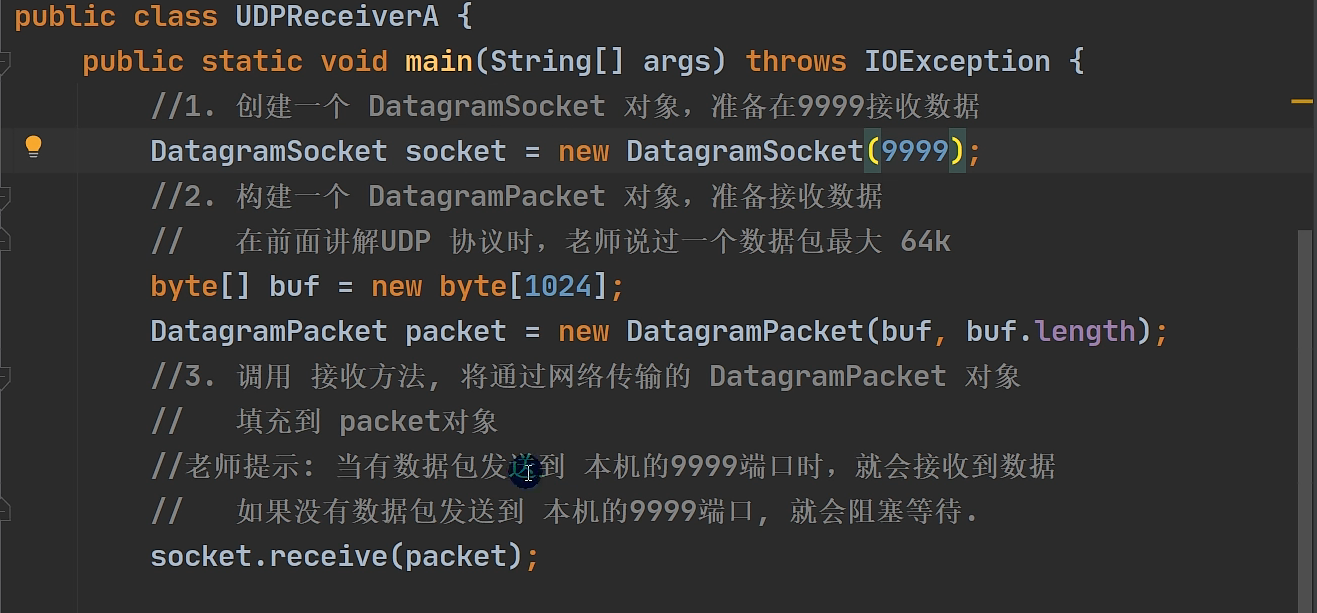 public class UDPReceiverA {
public static void main(String[] args) throws IOException {
//1. 创建一个 DatagramSocket 对象，准备在9999接收数据
DatagramSocket socket = new DatagramSocket(9999);
//2. 构建一个 DatagramPacket 对象，准备接收数据
// 在前面讲解UDP 协议时，老师说过一个数据包最大 64k
byte[] buf = new byte[1024];
DatagramPacket packet = new DatagramPacket(buf, buf.length);
//3. 调用 接收方法, 将通过网络传输的 DatagramPacket 对象
// 填充到 packet对象
//老师提示: 当有数据包发送到 本机的9999端口时，就会接收到数据
// 如果没有数据包发送到 本机的9999端口, 就会阻塞等待.
socket.receive(packet);